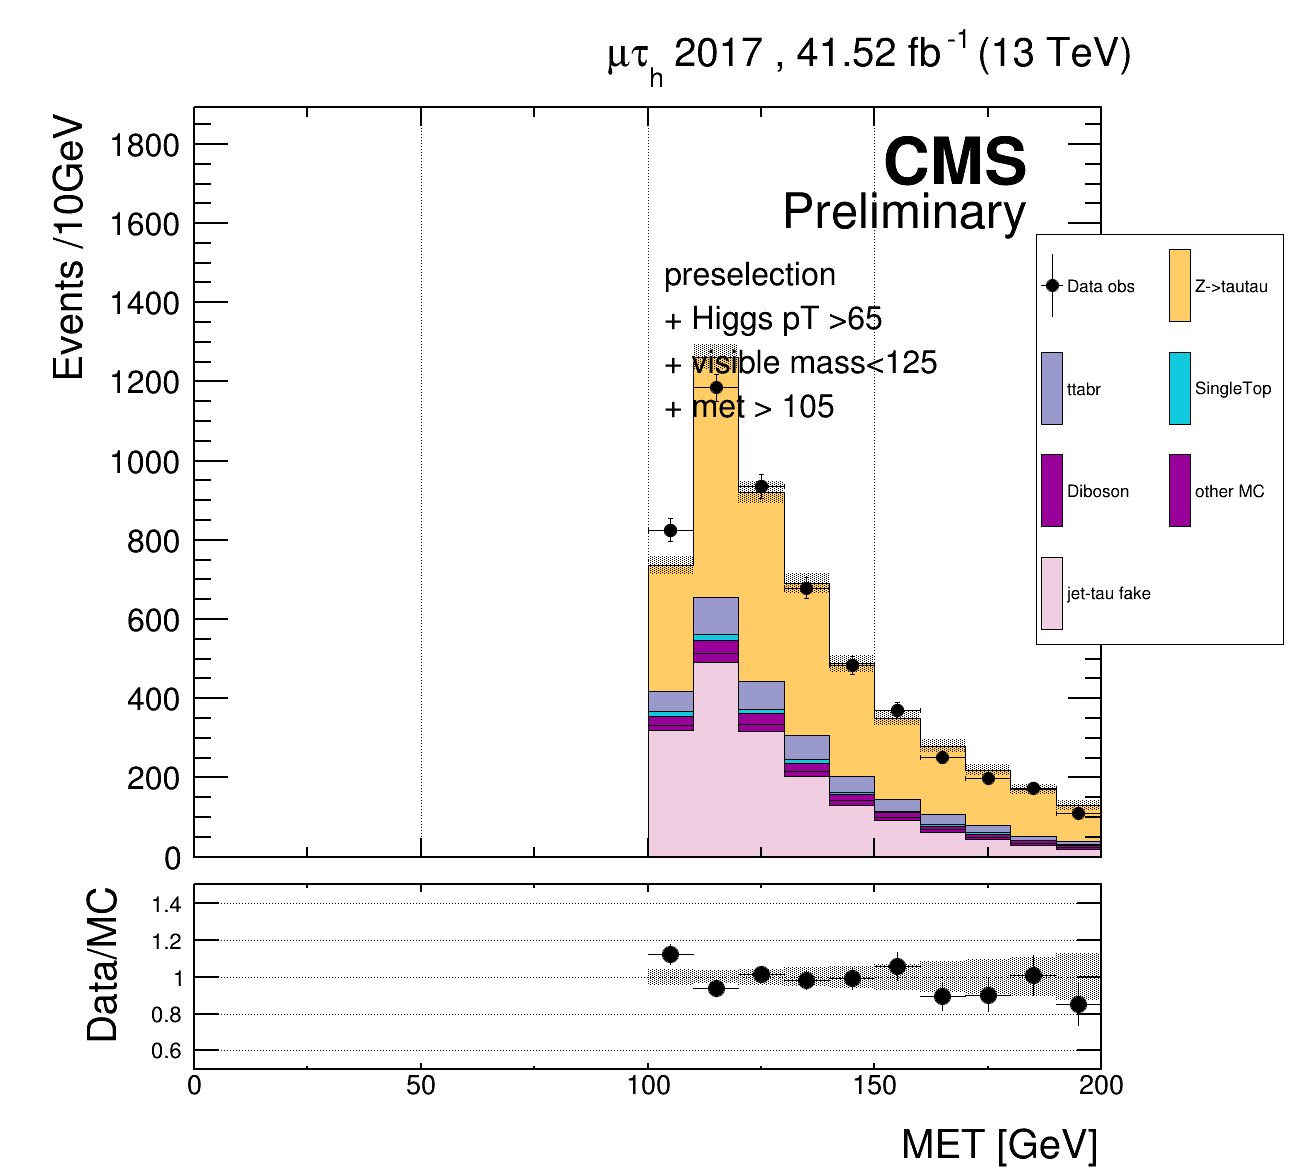 μτh 2017 , 41.52 fb-1 (13 TeV)
Events /10GeV
1800
1600
1400
1200
1000
800
600
400
200
0
CMS
Preliminary
preselection
+ Higgs pT >65
+ visible mass<125
+ met > 105
Data obs
Z->tautau
ttabr
SingleTop
Diboson
other MC
jet-tau fake
Data/MC
1.4
1.2
1
0.8
0.6
0
50
100
150
200
MET [GeV]